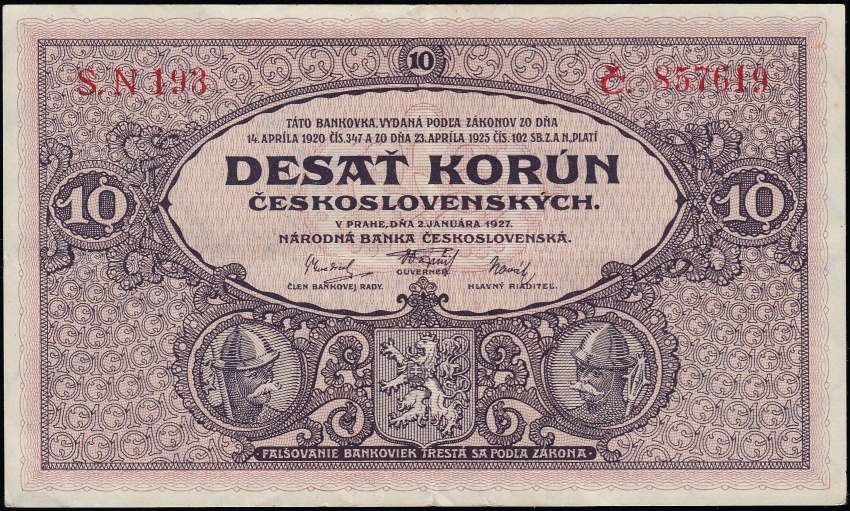 10
S. N 193
Č. 857619
TÁTO BANKOVKA, VYDANÁ PODĽA ZÁKONOV ZO DŇA
14. APRÍLA 1920 ČÍS. 347 A ZO DŇA 23. APRÍLA 1925 ČÍS. 102 SB. Z. A N., PLATÍ
DESAŤ KORÚN
ČESKOSLOVENSKÝCH.
10
10
V PRAHE, DŇA 2. JANUÁRA 1927.
NÁRODNÁ BANKA ČESKOSLOVENSKÁ.
GUVERNÉR.
ČLEN BAŇKOVEJ RADY.
HLAVNÝ RIADITEĽ.
· FALŠOVANIE BANKOVIEK TRESTÁ SA PODĽA ZÁKONA ·